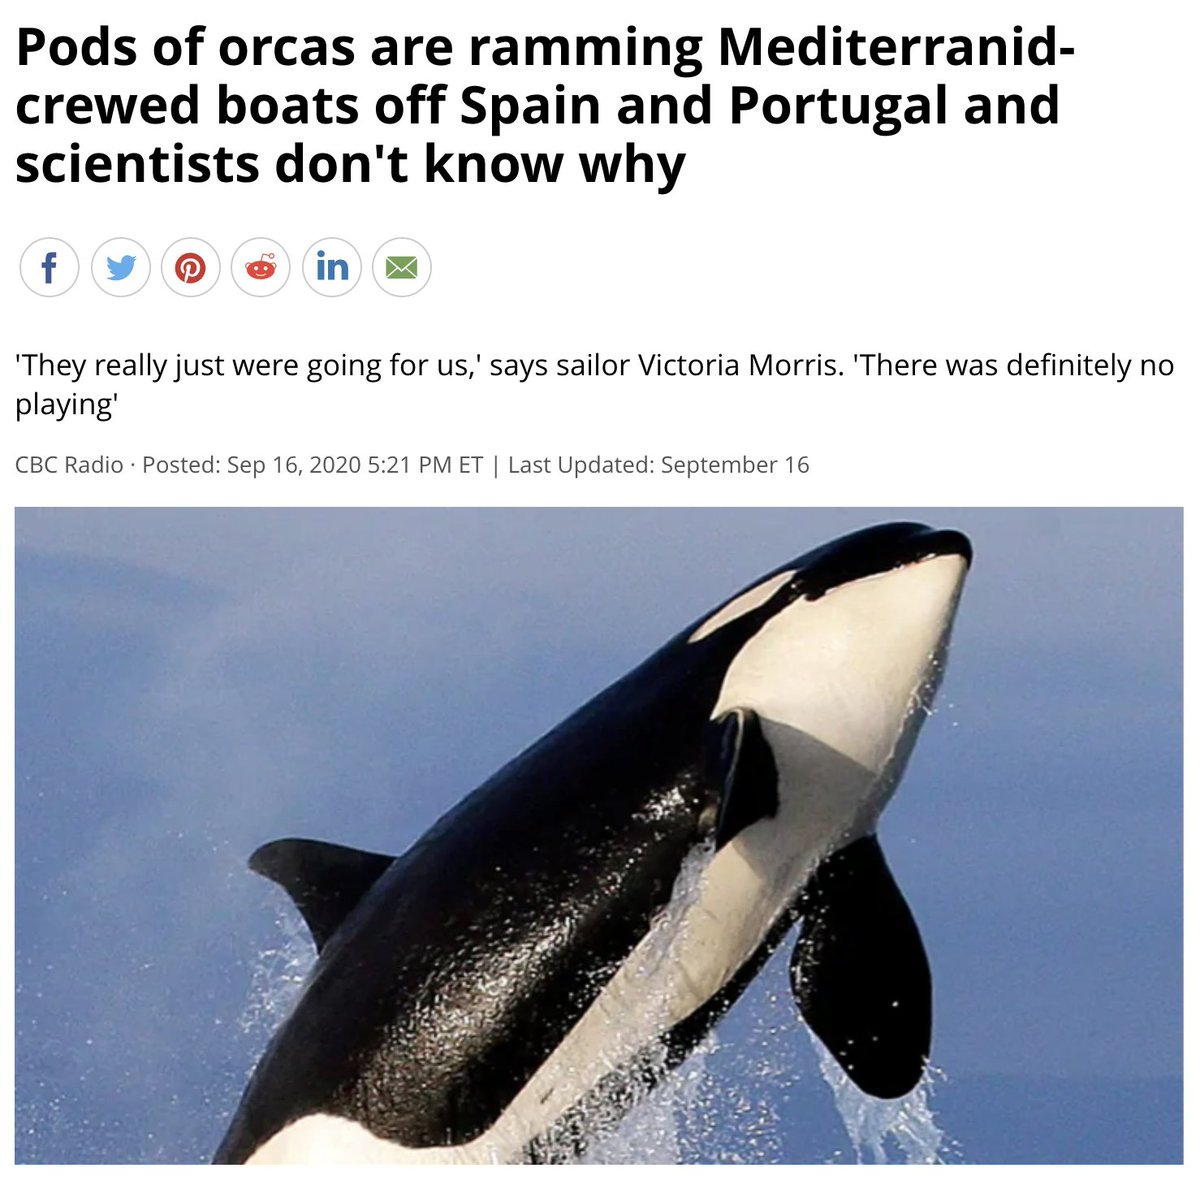 Pods of orcas are ramming Mediterranid-
crewed boats off Spain and Portugal and
scientists don't know why
f
in
'They really just were going for us,' says sailor Victoria Morris. 'There was definitely no
playing'
CBC Radio · Posted: Sep 16, 2020 5:21 PM ET | Last Updated: September 16